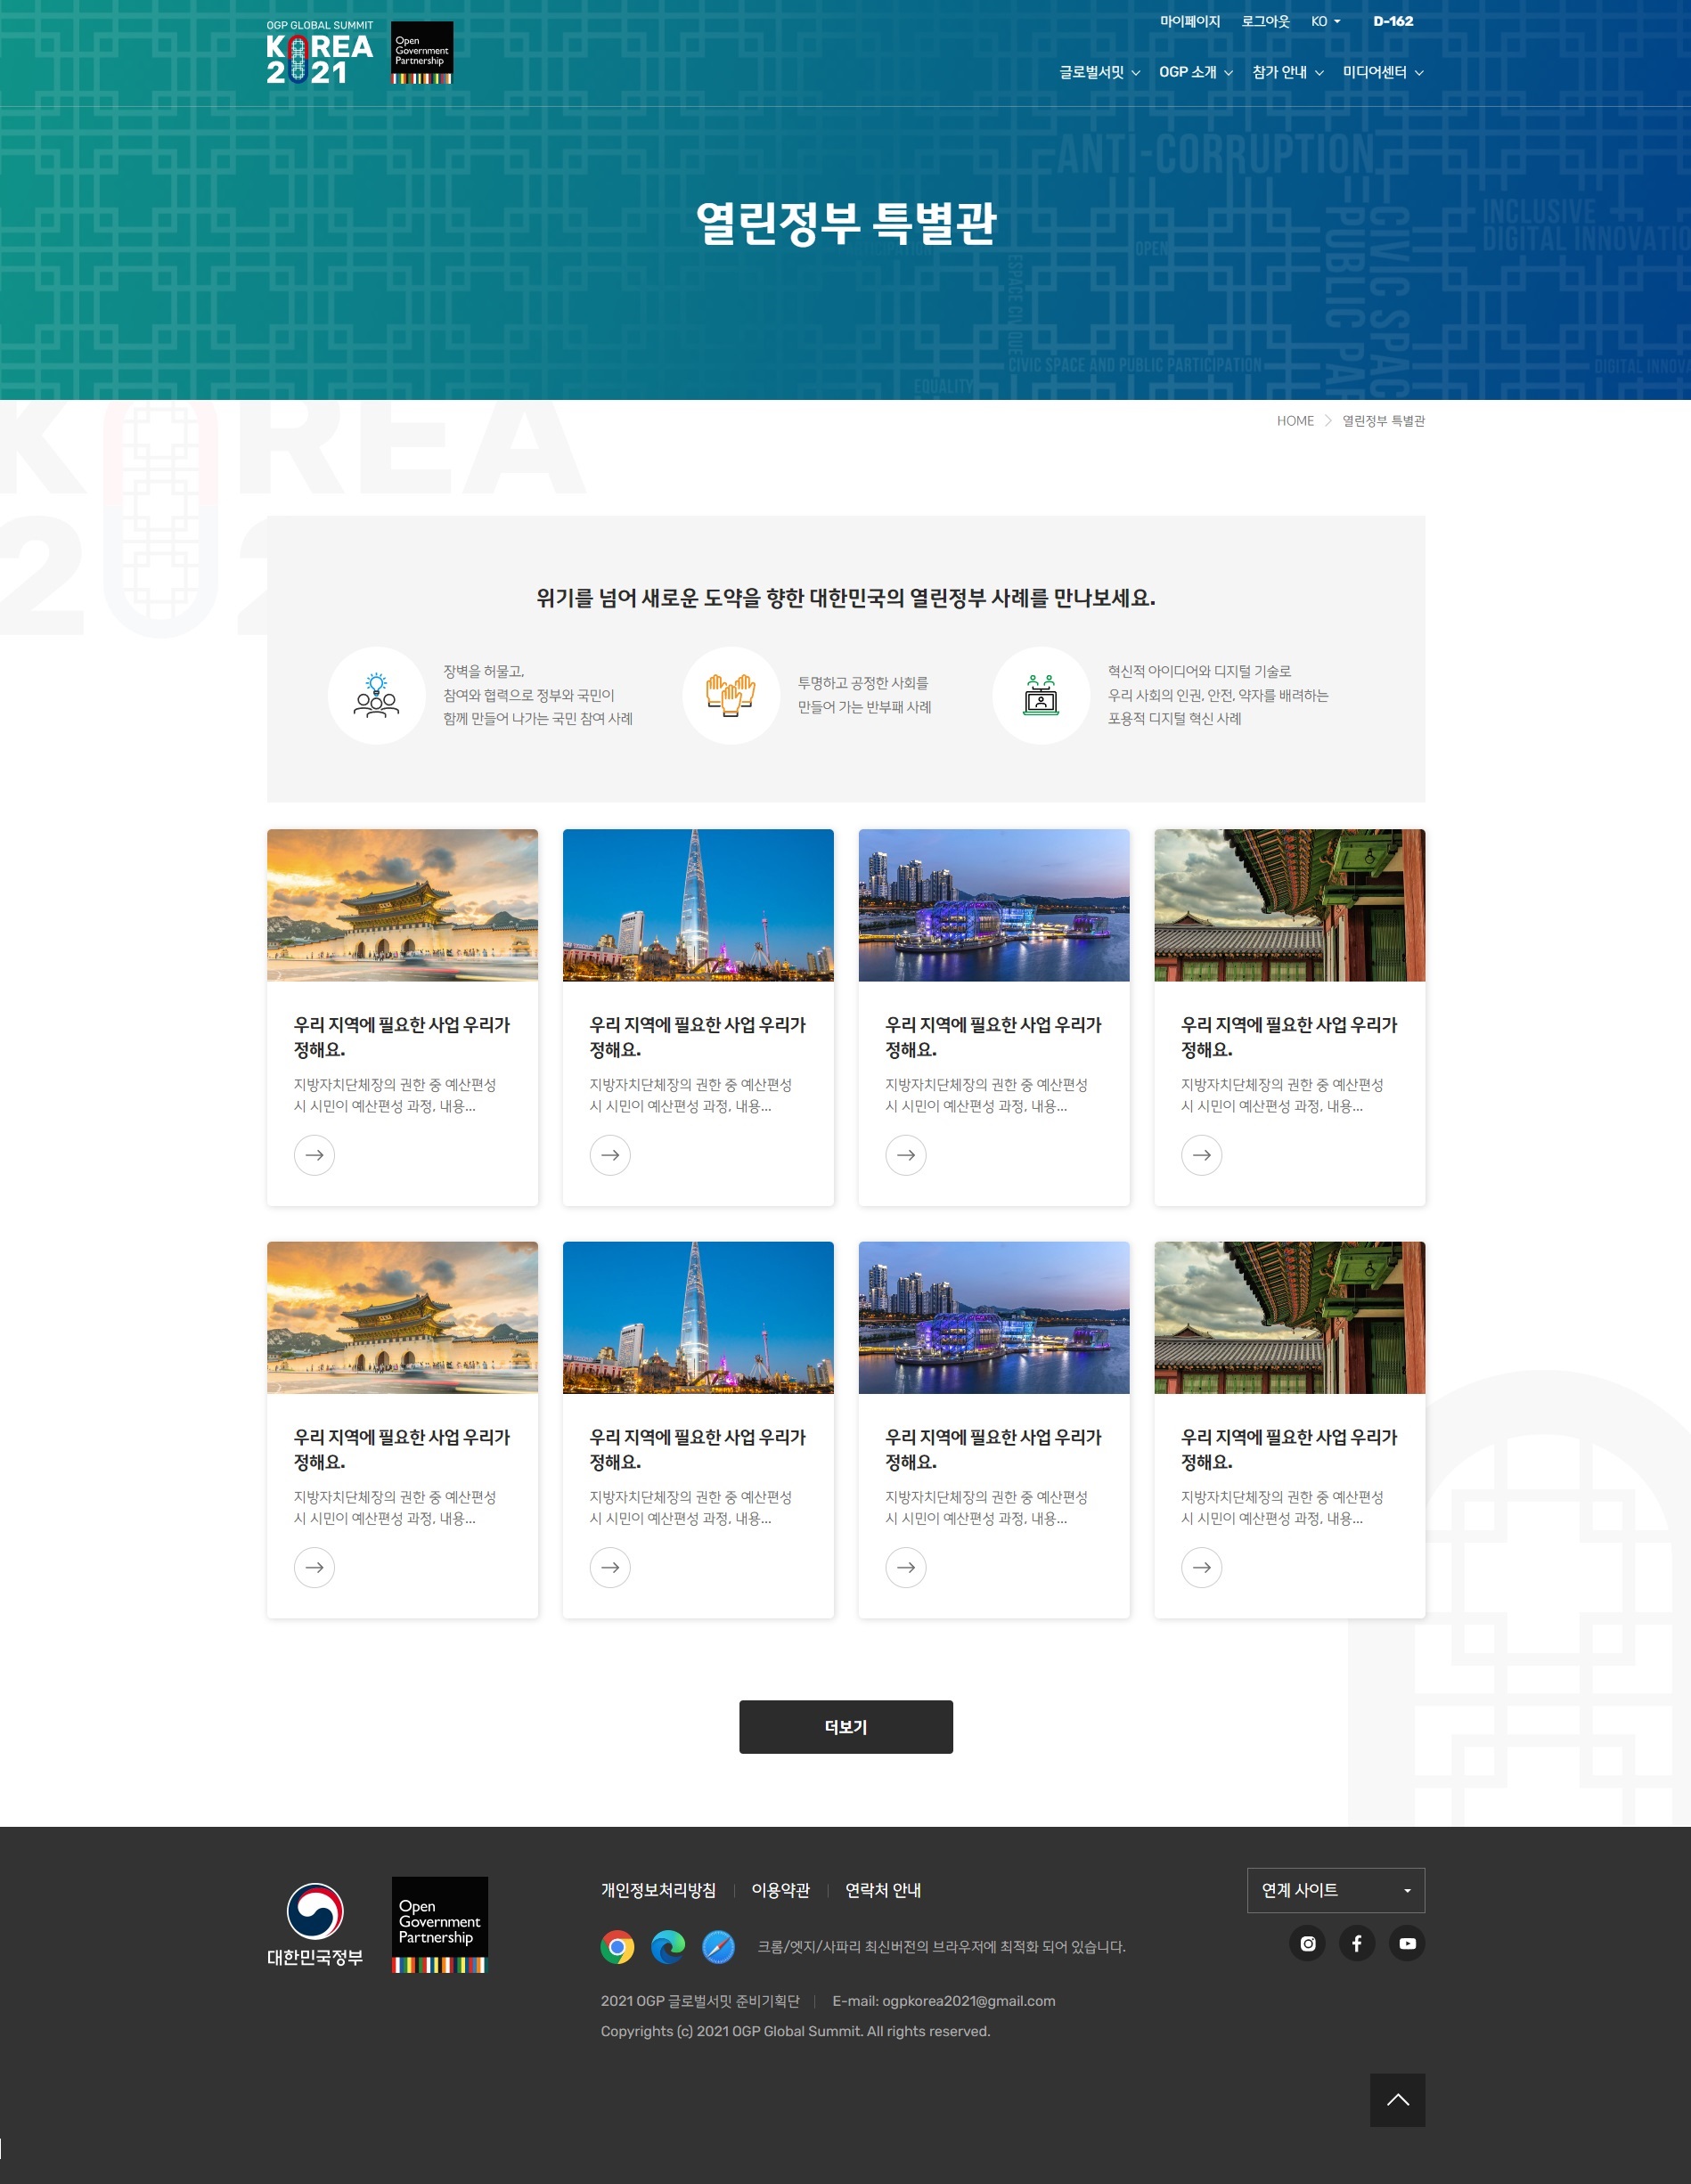 OGP GLOBAL SUMMIT
KOREA
2021
Open
Government
Partnership
마이페이지 로그아웃 KO D-162
글로벌서밋 OGP 소개 참가 안내 미디어센터
ANTI-CORRUPTION
INCLUSIVE
DIGITAL INNOVATIO
열린정부 특별관
OPEN
ESPACE CIVIQUE
PUBLIC PAR
CIVIC SPAC
CIVIC SPACE AND PUBLIC PARTICIPATION
DIGITAL INNOVA
EQUALITY
KOREA
HOME 열린정부 특별관
위기를 넘어 새로운 도약을 향한 대한민국의 열린정부 사례를 만나보세요.
장벽을 허물고,
참여와 협력으로 정부와 국민이
함께 만들어 나가는 국민 참여 사례
투명하고 공정한 사회를
만들어 가는 반부패 사례
혁신적 아이디어와 디지털 기술로
우리 사회의 인권, 안전, 약자를 배려하는
포용적 디지털 혁신 사례
우리 지역에 필요한 사업 우리가
정해요.
지방자치단체장의 권한 중 예산편성
시 시민이 예산편성 과정, 내용...
우리 지역에 필요한 사업 우리가
정해요.
지방자치단체장의 권한 중 예산편성
시 시민이 예산편성 과정, 내용...
우리 지역에 필요한 사업 우리가
정해요.
지방자치단체장의 권한 중 예산편성
시 시민이 예산편성 과정, 내용...
우리 지역에 필요한 사업 우리가
정해요.
지방자치단체장의 권한 중 예산편성
시 시민이 예산편성 과정, 내용...
우리 지역에 필요한 사업 우리가
정해요.
지방자치단체장의 권한 중 예산편성
시 시민이 예산편성 과정, 내용...
우리 지역에 필요한 사업 우리가
정해요.
지방자치단체장의 권한 중 예산편성
시 시민이 예산편성 과정, 내용...
우리 지역에 필요한 사업 우리가
정해요.
지방자치단체장의 권한 중 예산편성
시 시민이 예산편성 과정, 내용...
우리 지역에 필요한 사업 우리가
정해요.
지방자치단체장의 권한 중 예산편성
시 시민이 예산편성 과정, 내용...
더보기
대한민국정부
Open
Government
Partnership
개인정보처리방침 이용약관 연락처 안내
크롬/엣지/사파리 최신버전의 브라우저에 최적화 되어 있습니다.
2021 OGP 글로벌서밋 준비기획단 E-mail: ogpkorea2021@gmail.com
Copyrights (c) 2021 OGP Global Summit. All rights reserved.
연계 사이트